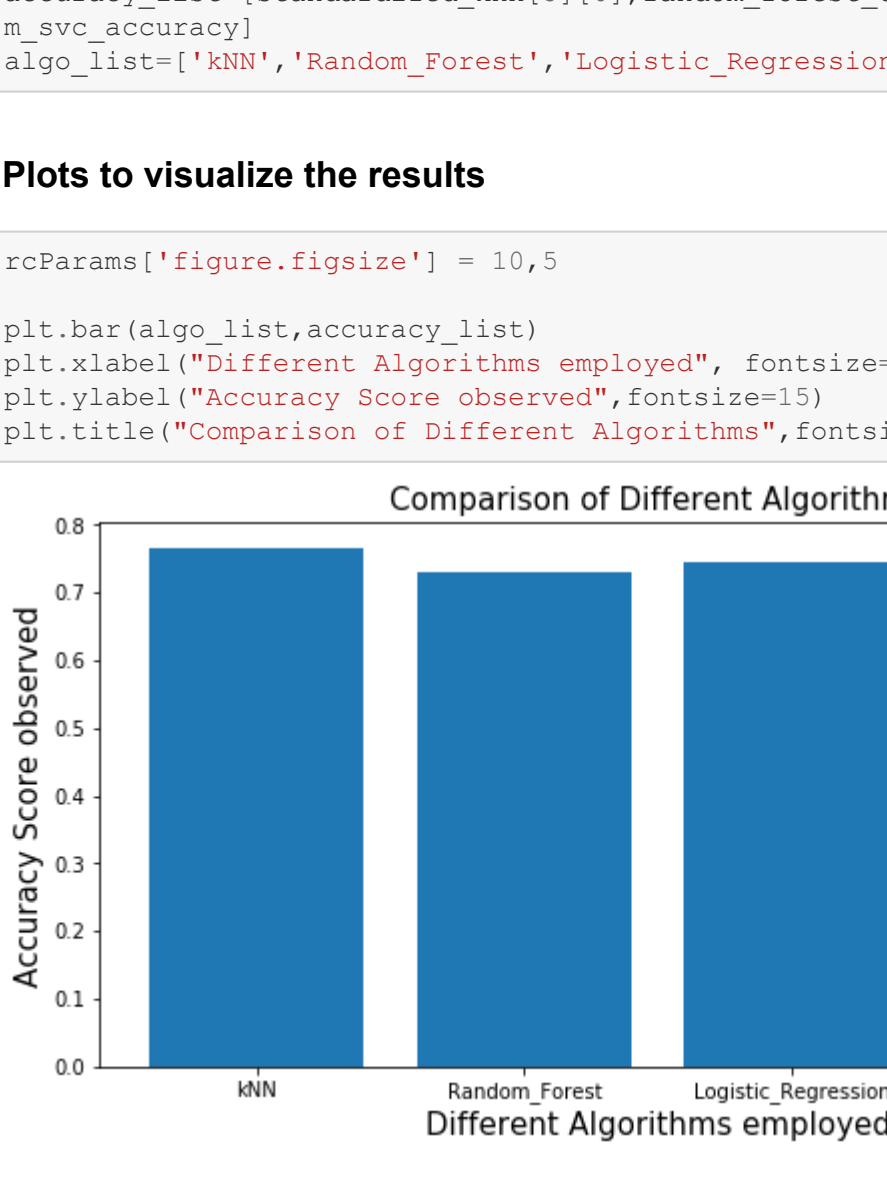 m_svc_accuracy]
algo_list=['kNN','Random_Forest','Logistic_Regression
Plots to visualize the results
rcParams['figure.figsize'] = 10,5
plt.bar(algo_list,accuracy_list)
plt.xlabel("Different Algorithms employed", fontsize=
plt.ylabel("Accuracy Score observed",fontsize=15)
plt.title("Comparison of Different Algorithms",fontsi
Comparison of Different Algorith
Accuracy Score observed
0.8
0.7
0.6
0.5
0.4
0.3
0.2
0.1
0.0
kNN Random_Forest Logistic_Regression
Different Algorithms employed